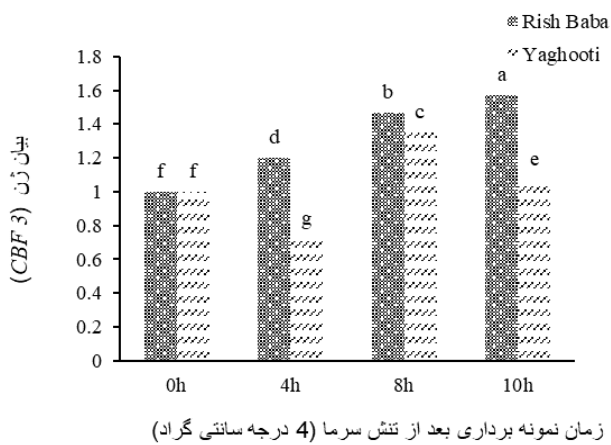 Rish Baba
Yaghooti
1.8
1.6
1.4
1.2
1
0.8
0.6
0.4
0.2
0
بیان ژن (CBF 3)
f f
d
g
b
c
a
e
0h 4h 8h 10h
زمان نمونه برداری بعد از تنش سرما (4 درجه سانتی گراد)